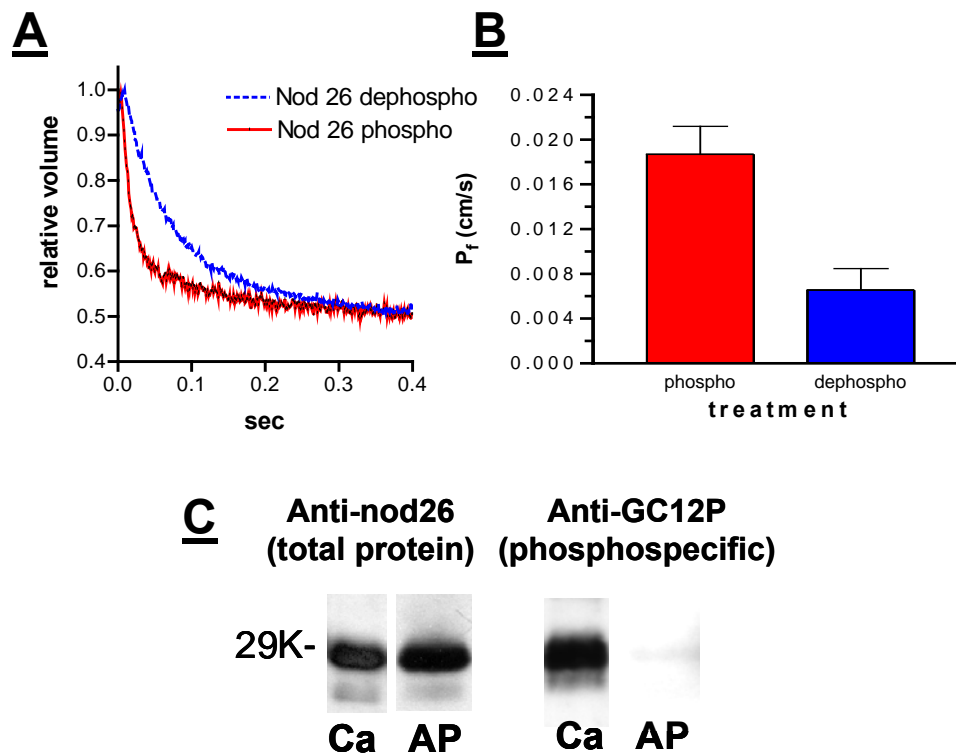 A
1.0
0.9
0.8
0.7
0.6
0.5
0.4
relative volume
Nod 26 dephospho
Nod 26 phospho
0.0 0.1 0.2 0.3 0.4
sec
B
0.024
0.020
0.016
0.012
0.008
0.004
0.000
Pf (cm/s)
phospho dephospho
treatment
C
Anti-nod26
(total protein)
Anti-GC12P
(phosphospecific)
29K-
Ca AP
Ca AP